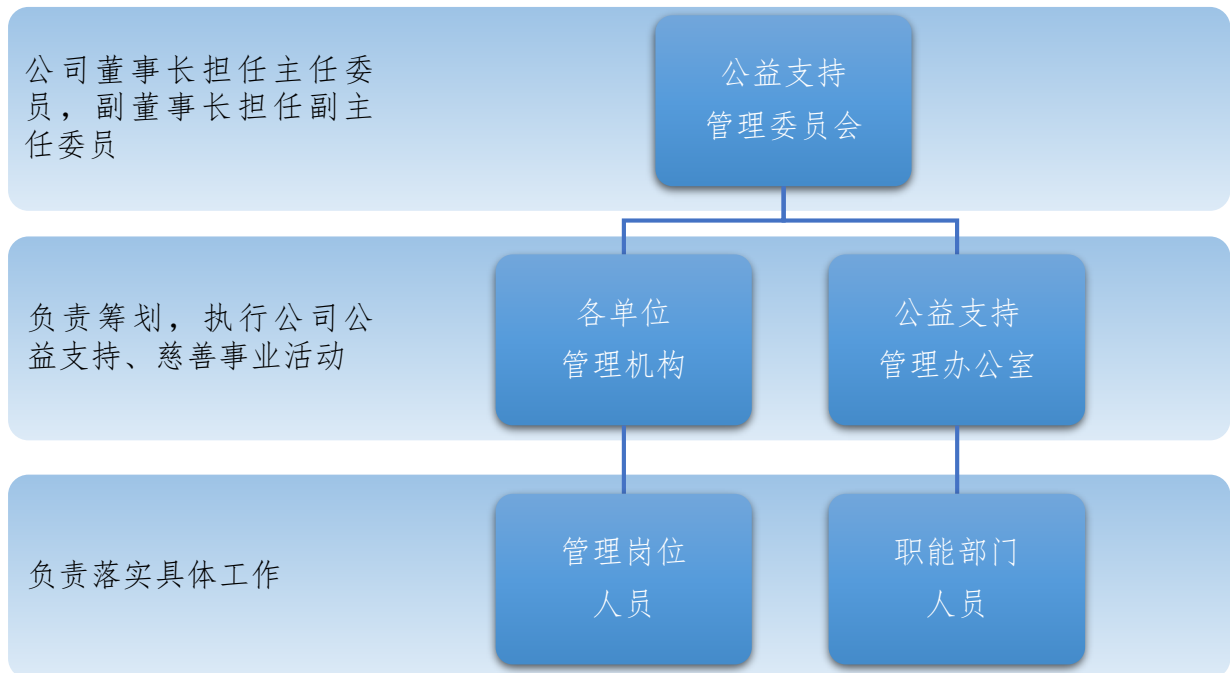 公司董事长担任主任委
员，副董事长担任副主
任委员
公益支持
管理委员会
负责筹划，执行公司公
益支持、慈善事业活动
各单位
管理机构
公益支持
管理办公室
负责落实具体工作
管理岗位
人员
职能部门
人员